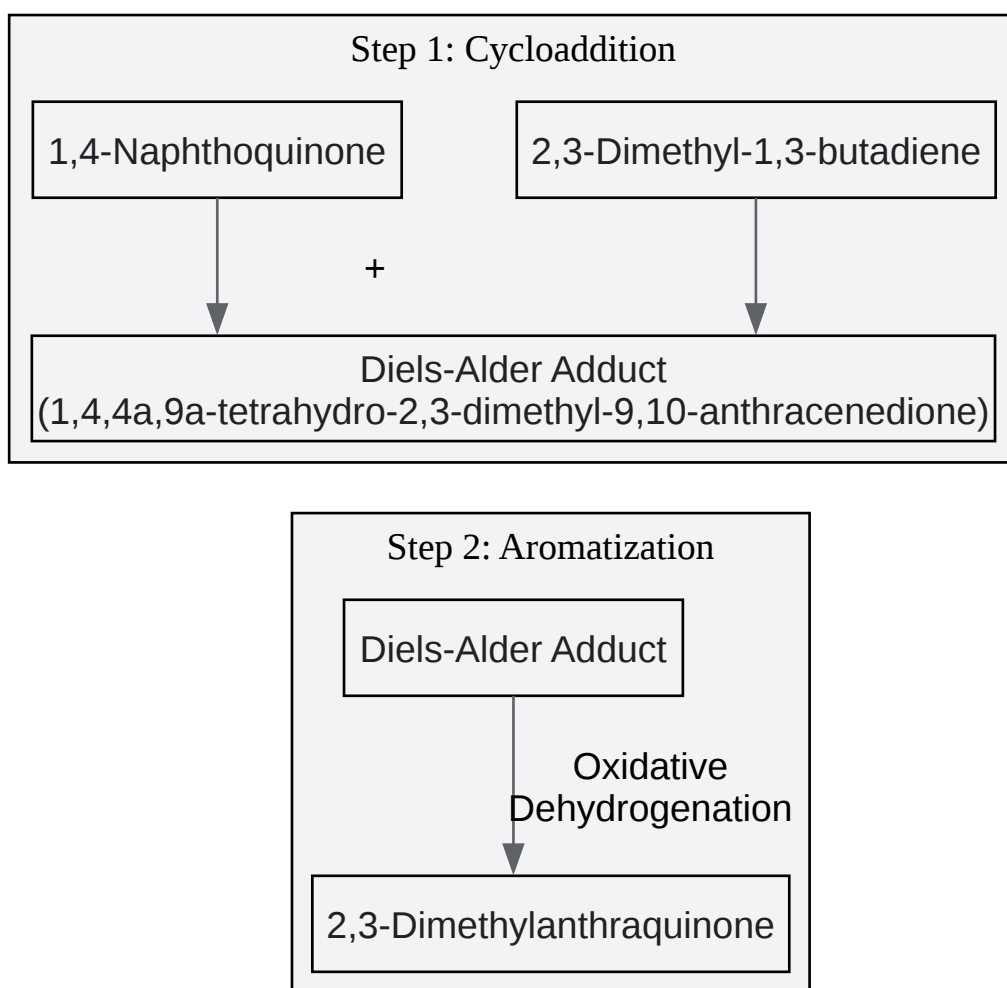 Step 1: Cycloaddition
1,4-Naphthoquinone
2,3-Dimethyl-1,3-butadiene
+
Diels-Alder Adduct
(1,4,4a,9a-tetrahydro-2,3-dimethyl-9,10-anthracenedione)
Step 2: Aromatization
Diels-Alder Adduct
Oxidative
Dehydrogenation
2,3-Dimethylanthraquinone